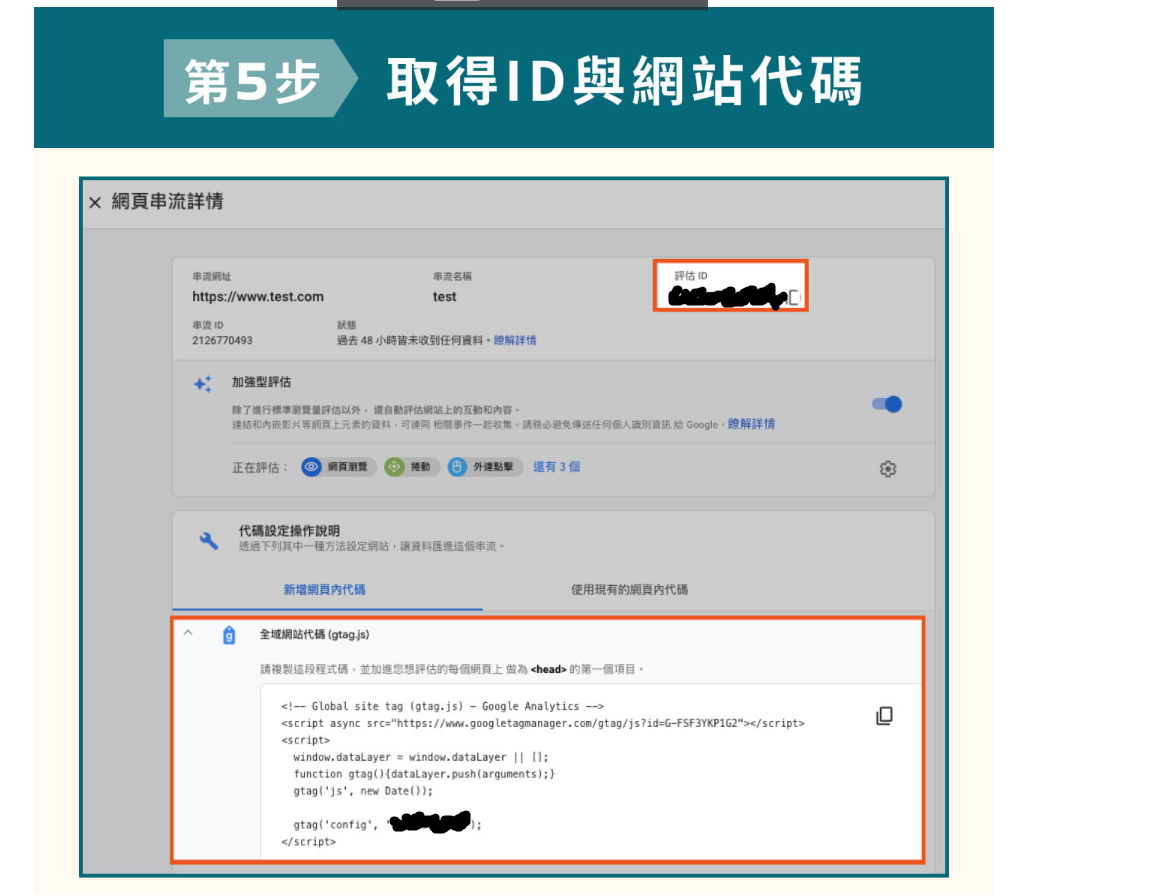 第5步 取得ID與網站代碼
× 網頁串流詳情
串流網址 串流名稱 評估 ID
https://www.test.com test
串流 ID 狀態
2126770493 過去 48 小時皆未收到任何資料。瞭解詳情
加強型評估
除了進行標準瀏覽量評估以外， 還自動評估網站上的互動和內容。
連結和內嵌影片等網頁上元素的資料，可連同 相關事件一起收集。請務必避免傳送任何個人識別資訊 給 Google。瞭解詳情
正在評估： 網頁瀏覽 捲動 外連點擊 還有 3 個
代碼設定操作說明
透過下列其中一種方法設定網站，讓資料匯進這個串流。
新增網頁內代碼 使用現有的網頁內代碼
g 全域網站代碼 (gtag.js)
請複製這段程式碼，並加進您想評估的每個網頁上 做為 <head> 的第一個項目。
<!-- Global site tag (gtag.js) - Google Analytics -->
<script async src="https://www.googletagmanager.com/gtag/js?id=G-FSF3YKP1G2"></script>
<script>
window.dataLayer = window.dataLayer || [];
function gtag(){dataLayer.push(arguments);}
gtag('js', new Date());
gtag('config', ' );
</script>